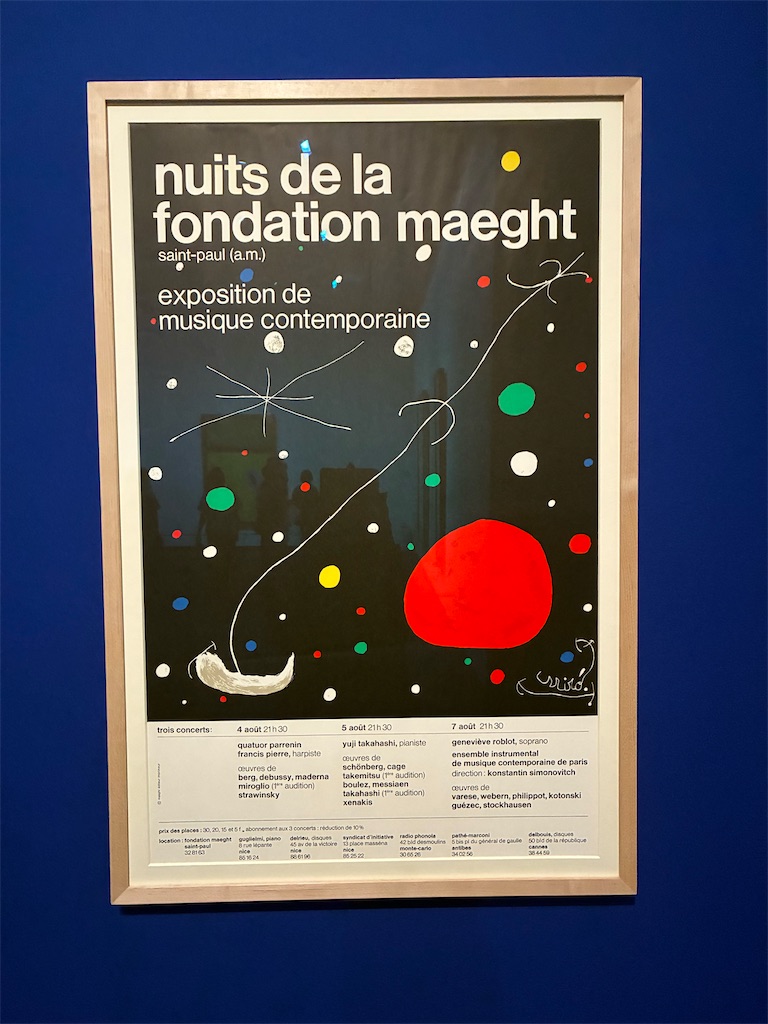 nuits de la
fondation maeght
saint-paul (a.m.)
exposition de
musique contemporaine
miró.
trois concerts:
4 août 21h30
quatuor parrenin
francis pierre, harpiste
œuvres de
berg, debussy, maderna
miroglio (1ère audition)
strawinsky
5 août 21h30
yuji takahashi, pianiste
œuvres de
schönberg, cage
takemitsu (1ère audition)
boulez, messiaen
takahashi (1ère audition)
xenakis
7 août 21h30
geneviève roblot, soprano
ensemble instrumental
de musique contemporaine de paris
direction: konstantin simonovitch
œuvres de
varese, webern, philippot, kotonski
guézec, stockhausen
prix des places: 30, 20, 15 et 5 f., abonnement aux 3 concerts: réduction de 10%
location: fondation maeght
saint-paul
32 81 63
guglielmi, piano
8 rue lépante
nice
85 16 24
delrieu, disques
45 av de la victoire
nice
88 61 96
syndicat d'initiative
13 place masséna
nice
85 25 22
radio phonola
42 bld desmoulins
monte-carlo
30 65 26
pathé-marconi
5 bis pl du général de gaulle
antibes
34 02 56
delbouis, disques
50 bld de la république
cannes
38 44 59